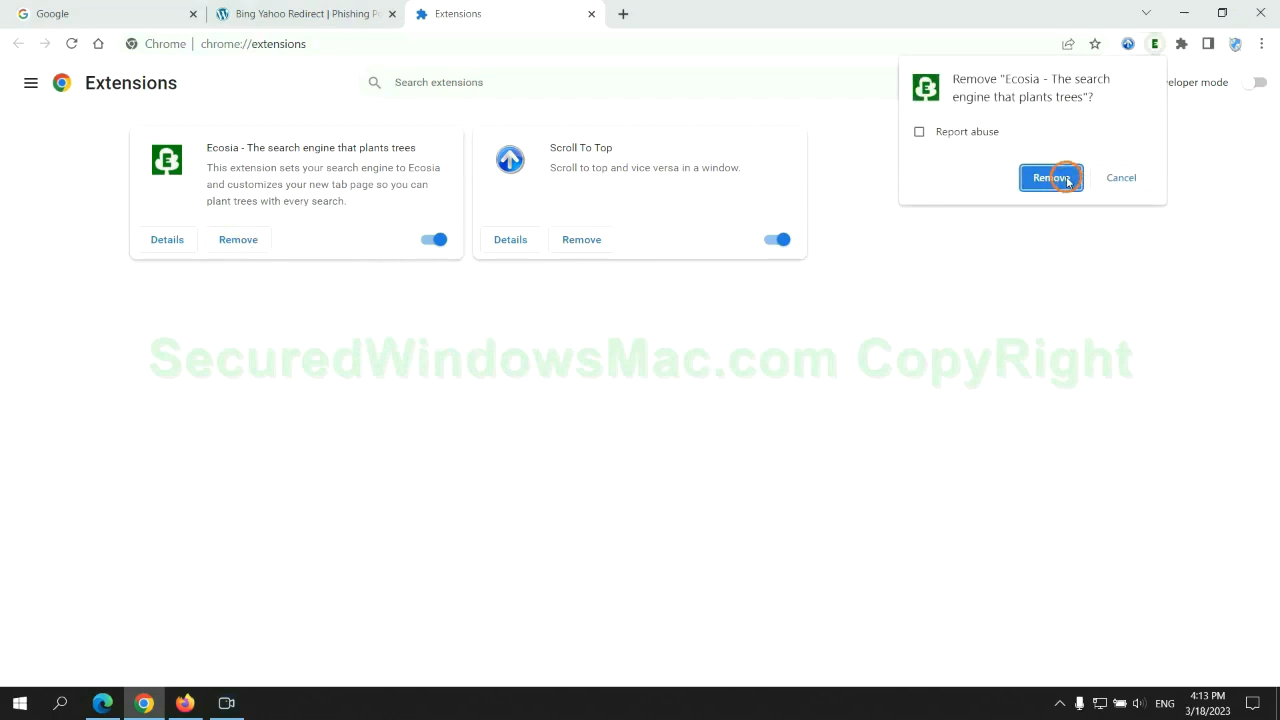 Google
Bing Yahoo Redirect | Phishing P
Extensions
Chrome
chrome://extensions
Extensions
Search extensions
eloper mode
Remove "Ecosia - The search
engine that plants trees"?
Report abuse
Remove
Cancel
Ecosia - The search engine that plants trees
This extension sets your search engine to Ecosia
and customizes your new tab page so you can
plant trees with every search.
Details
Remove
Scroll To Top
Scroll to top and vice versa in a window.
Details
Remove
SecuredWindowsMac.com CopyRight
ENG
4:13 PM
3/18/2023